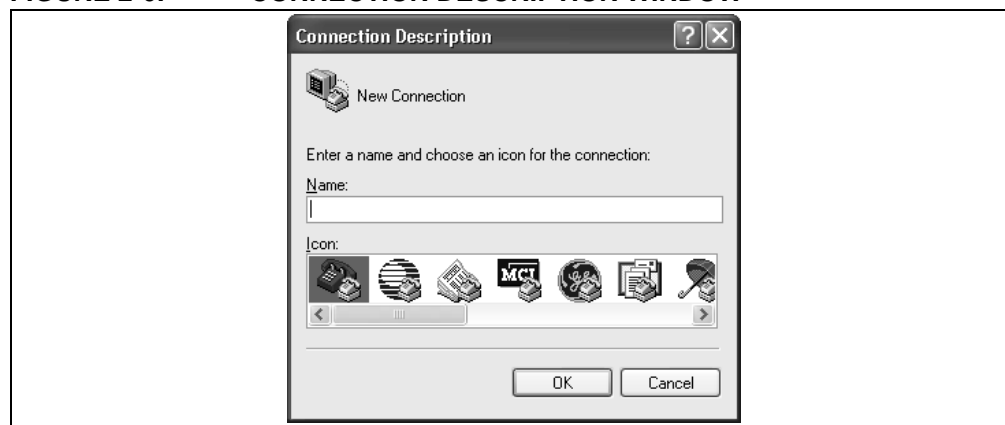 Connection Description
New Connection
Enter a name and choose an icon for the connection:
Name:
Icon:
MCI
OK Cancel